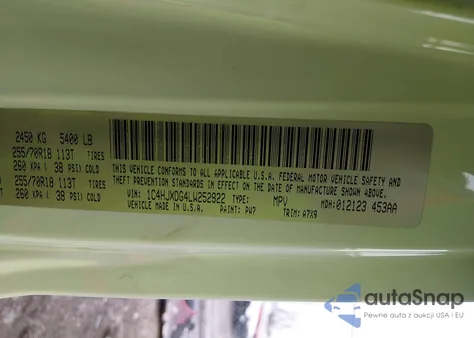 2450 KG 5400 LB
255/70R18 113T TIRES
260 KPA ( 38 PSI) COLD
255/70R18 113T TIRES
260 KPA ( 38 PSI) COLD
THIS VEHICLE CONFORMS TO ALL APPLICABLE U.S.A. FEDERAL MOTOR VEHICLE SAFETY AND
THEFT PREVENTION STANDARDS IN EFFECT ON THE DATE OF MANUFACTURE SHOWN ABOVE.
VIN: 1C4HJXDG4LW252922 TYPE: MPV MDH: 012123 453AA
VEHICLE MADE IN U.S.A. PAINT: PW7 TRIM: A7X9
autoSnap
Pewne auta z aukcji USA i EU